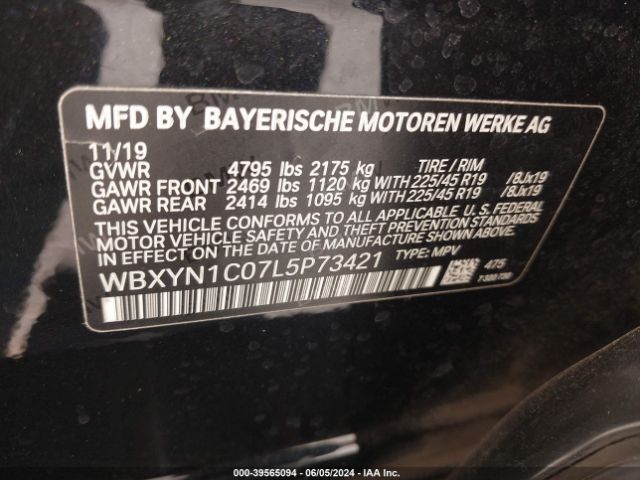 MFD BY BAYERISCHE MOTOREN WERKE AG
11/19
GVWR 4795 lbs 2175 kg TIRE / RIM
GAWR FRONT 2469 lbs 1120 kg WITH 225/45 R19 /8Jx19
GAWR REAR 2414 lbs 1095 kg WITH 225/45 R19 /8Jx19
THIS VEHICLE CONFORMS TO ALL APPLICABLE U.S. FEDERAL
MOTOR VEHICLE SAFETY AND THEFT PREVENTION STANDARDS
IN EFFECT ON THE DATE OF MANUFACTURE SHOWN ABOVE.
WBXYN1C07L5P73421 TYPE: MPV
475
000-39565094 | 06/05/2024 | IAA Inc.